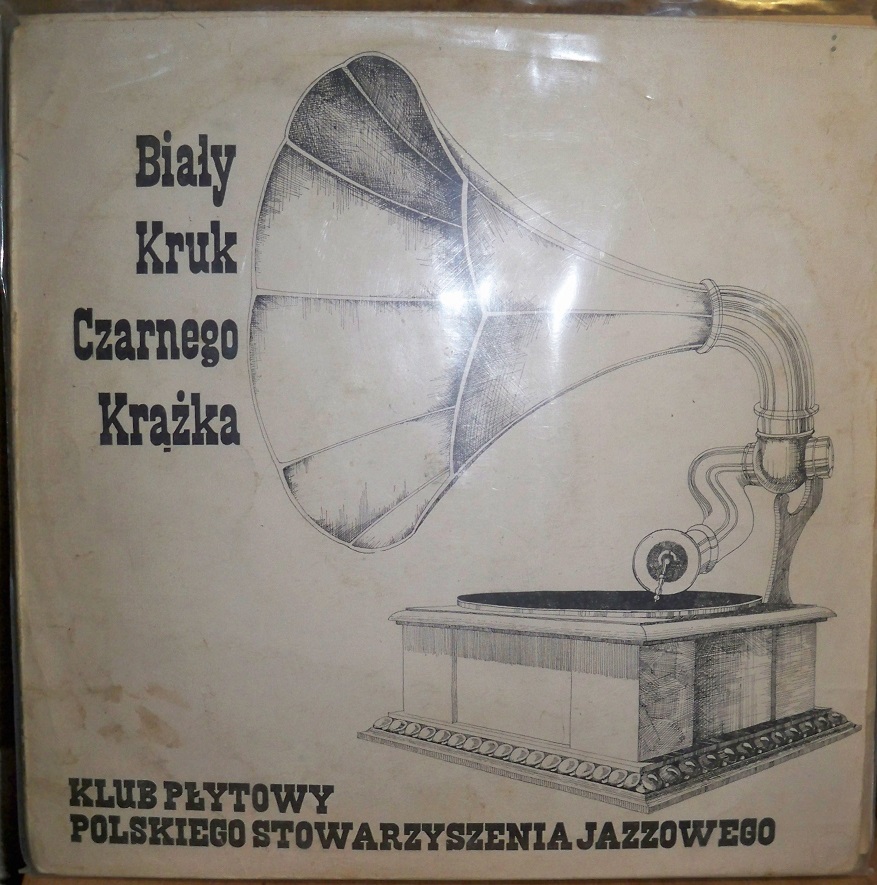 Biały
Kruk
Czarnego
Krążka
KLUB PŁYTOWY
POLSKIEGO STOWARZYSZENIA JAZZOWEGO